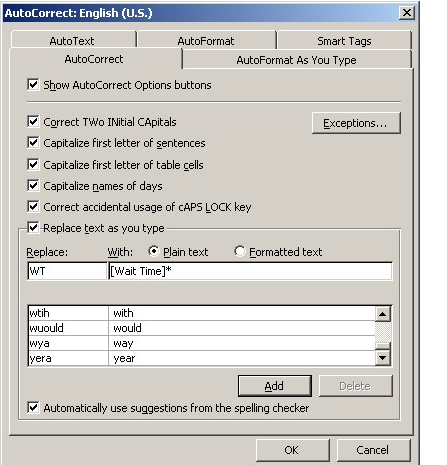 AutoCorrect: English (U.S.)
AutoText AutoFormat Smart Tags
AutoCorrect AutoFormat As You Type
Show AutoCorrect Options buttons
Correct TWo INitial CApitals Exceptions...
Capitalize first letter of sentences
Capitalize first letter of table cells
Capitalize names of days
Correct accidental usage of cAPS LOCK key
Replace text as you type
Replace: With: Plain text Formatted text
WT [Wait Time]*
wtih with
wuould would
wya way
yera year
Add Delete
Automatically use suggestions from the spelling checker
OK Cancel